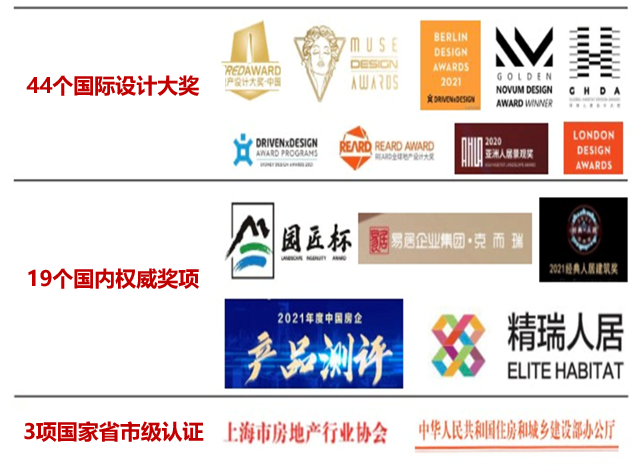 44个国际设计大奖
REDAWARD
产设计大奖·中国
MUSE
DESIGN
AWARDS
BERLIN
DESIGN
AWARDS
2021
DRIVENxDESIGN
GOLDEN
NOVUM DESIGN
AWARD WINNER
GHDA
DRIVENxDESIGN
AWARD PROGRAMS
SYDNEY DESIGN AWARDS 2021
REARD
REARD AWARD
REARD全球地产设计大奖
AHLA
2020
亚洲人居景观奖
LONDON
DESIGN
AWARDS
19个国内权威奖项
园匠杯
LANDSCAPE INGENUITY AWARD
易居企业集团·克而瑞
2021经典人居建筑奖
2021年度中国房企
产品测评
精瑞人居
ELITE HABITAT
3项国家省市级认证
上海市房地产行业协会
中华人民共和国住房和城乡建设部办公厅